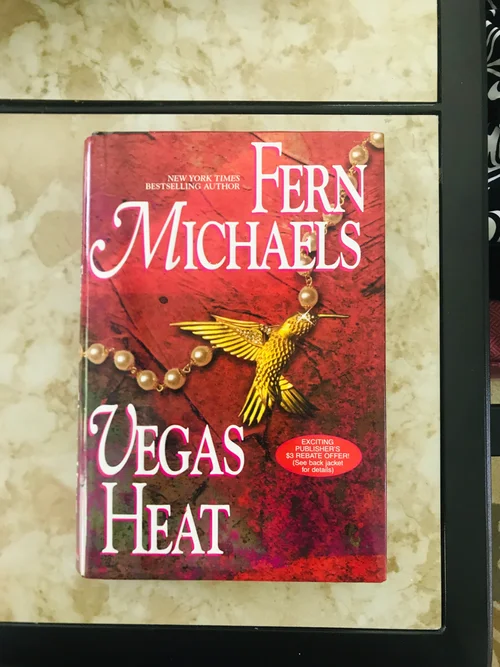 NEW YORK TIMES
BESTSELLING AUTHOR
FERN
MICHAELS
VEGAS
HEAT
EXCITING
PUBLISHER'S
$3 REBATE OFFER!
(See back jacket
for details)